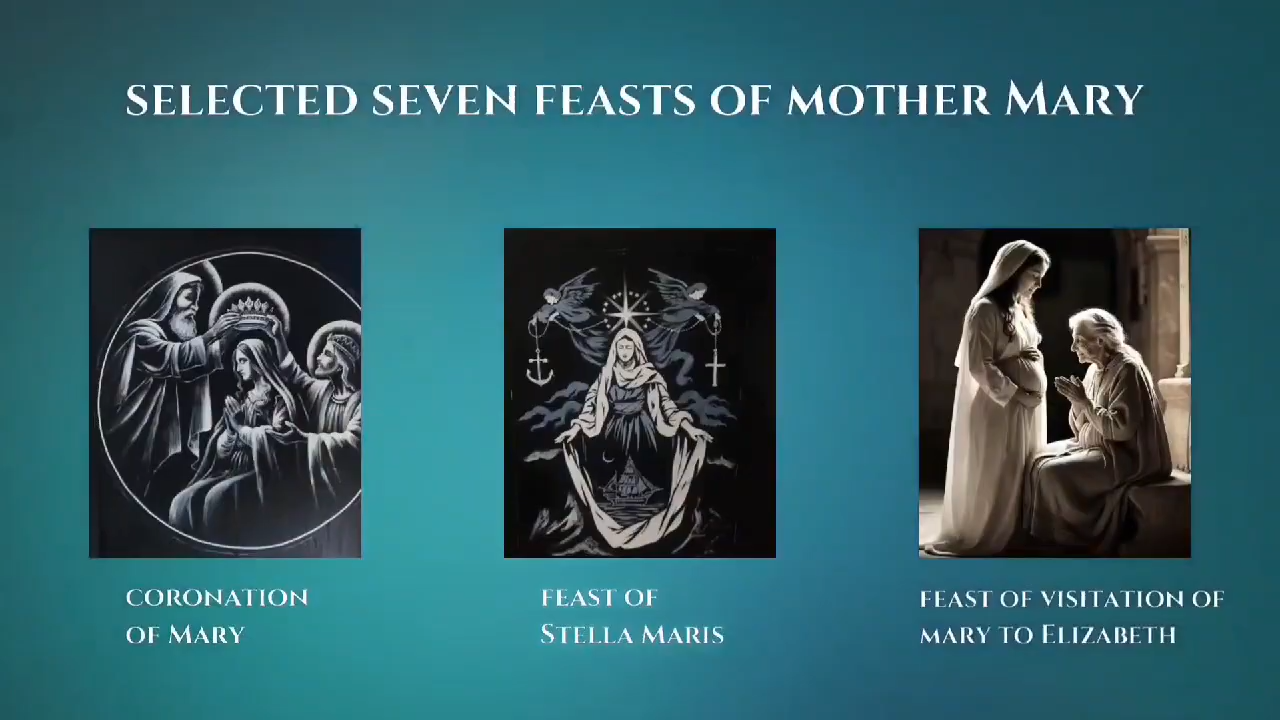 SELECTED SEVEN FEASTS OF MOTHER MARY
CORONATION
OF MARY
FEAST OF
STELLA MARIS
FEAST OF VISITATION OF
MARY TO ELIZABETH